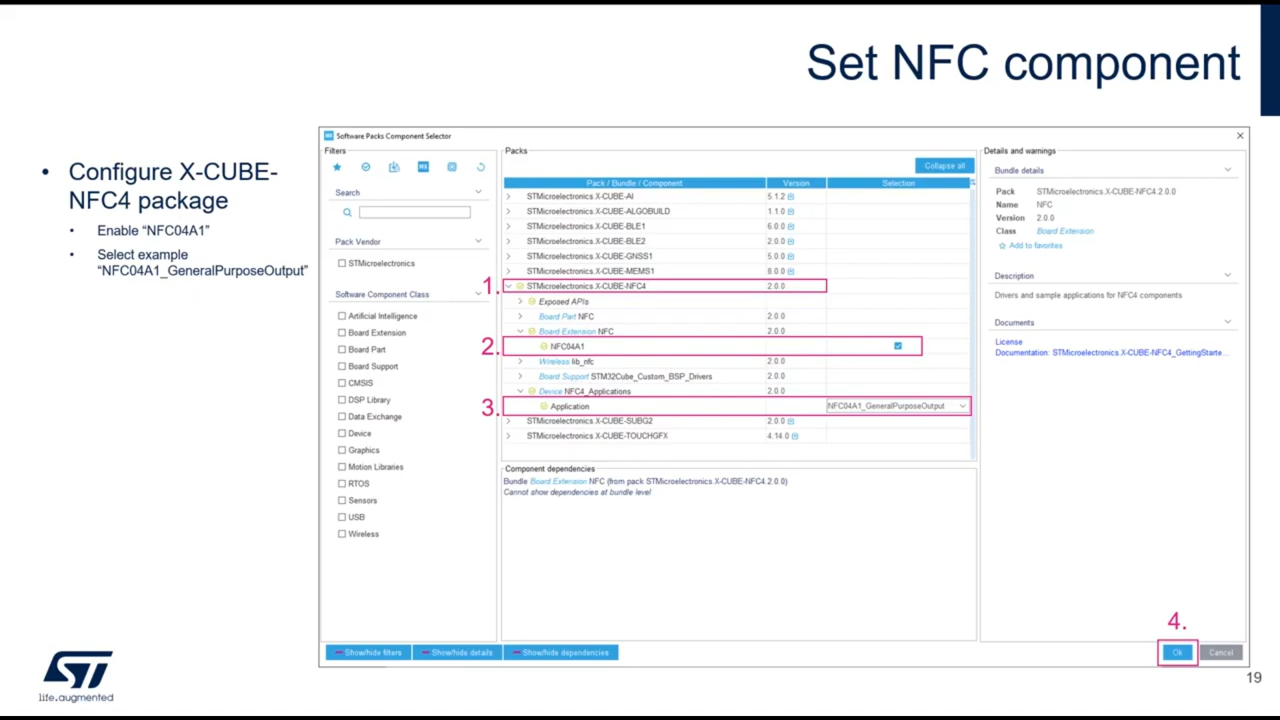 Set NFC component
• Configure X-CUBE-
NFC4 package
• Enable “NFC04A1”
• Select example
“NFC04A1_GeneralPurposeOutput”
MX Software Packs Component Selector
Filters
Search
Pack Vendor
STMicroelectronics
Software Component Class
Artificial Intelligence
Board Extension
Board Part
Board Support
CMSIS
DSP Library
Data Exchange
Device
Graphics
Motion Libraries
RTOS
Sensors
USB
Wireless
Packs
Collapse all
Pack / Bundle / Component Version Selection
STMicroelectronics.X-CUBE-AI 5.1.2
STMicroelectronics.X-CUBE-ALGOBUILD 1.1.0
STMicroelectronics.X-CUBE-BLE1 6.0.0
STMicroelectronics.X-CUBE-BLE2 2.0.0
STMicroelectronics.X-CUBE-GNSS1 5.0.0
STMicroelectronics.X-CUBE-MEMS1 8.0.0
1. STMicroelectronics.X-CUBE-NFC4 2.0.0
Exposed APIs
Board Part NFC 2.0.0
Board Extension NFC 2.0.0
2. NFC04A1
Wireless lib_nfc 2.0.0
Board Support STM32Cube_Custom_BSP_Drivers 2.0.0
Device NFC4_Applications 2.0.0
3. Application NFC04A1_GeneralPurposeOutput
STMicroelectronics.X-CUBE-SUBG2 2.0.0
STMicroelectronics.X-CUBE-TOUCHGFX 4.14.0
Component dependencies
Bundle Board Extension NFC (from pack STMicroelectronics.X-CUBE-NFC4.2.0.0)
Cannot show dependencies at bundle level
Details and warnings
Bundle details
Pack STMicroelectronics.X-CUBE-NFC4.2.0.0
Name NFC
Version 2.0.0
Class Board Extension
Add to favorites
Description
Drivers and sample applications for NFC4 components
Documents
License
Documentation: STMicroelectronics.X-CUBE-NFC4_GettingStarte...
4.
Show/hide filters Show/hide details Show/hide dependencies
Ok Cancel
ST
life.augmented
19